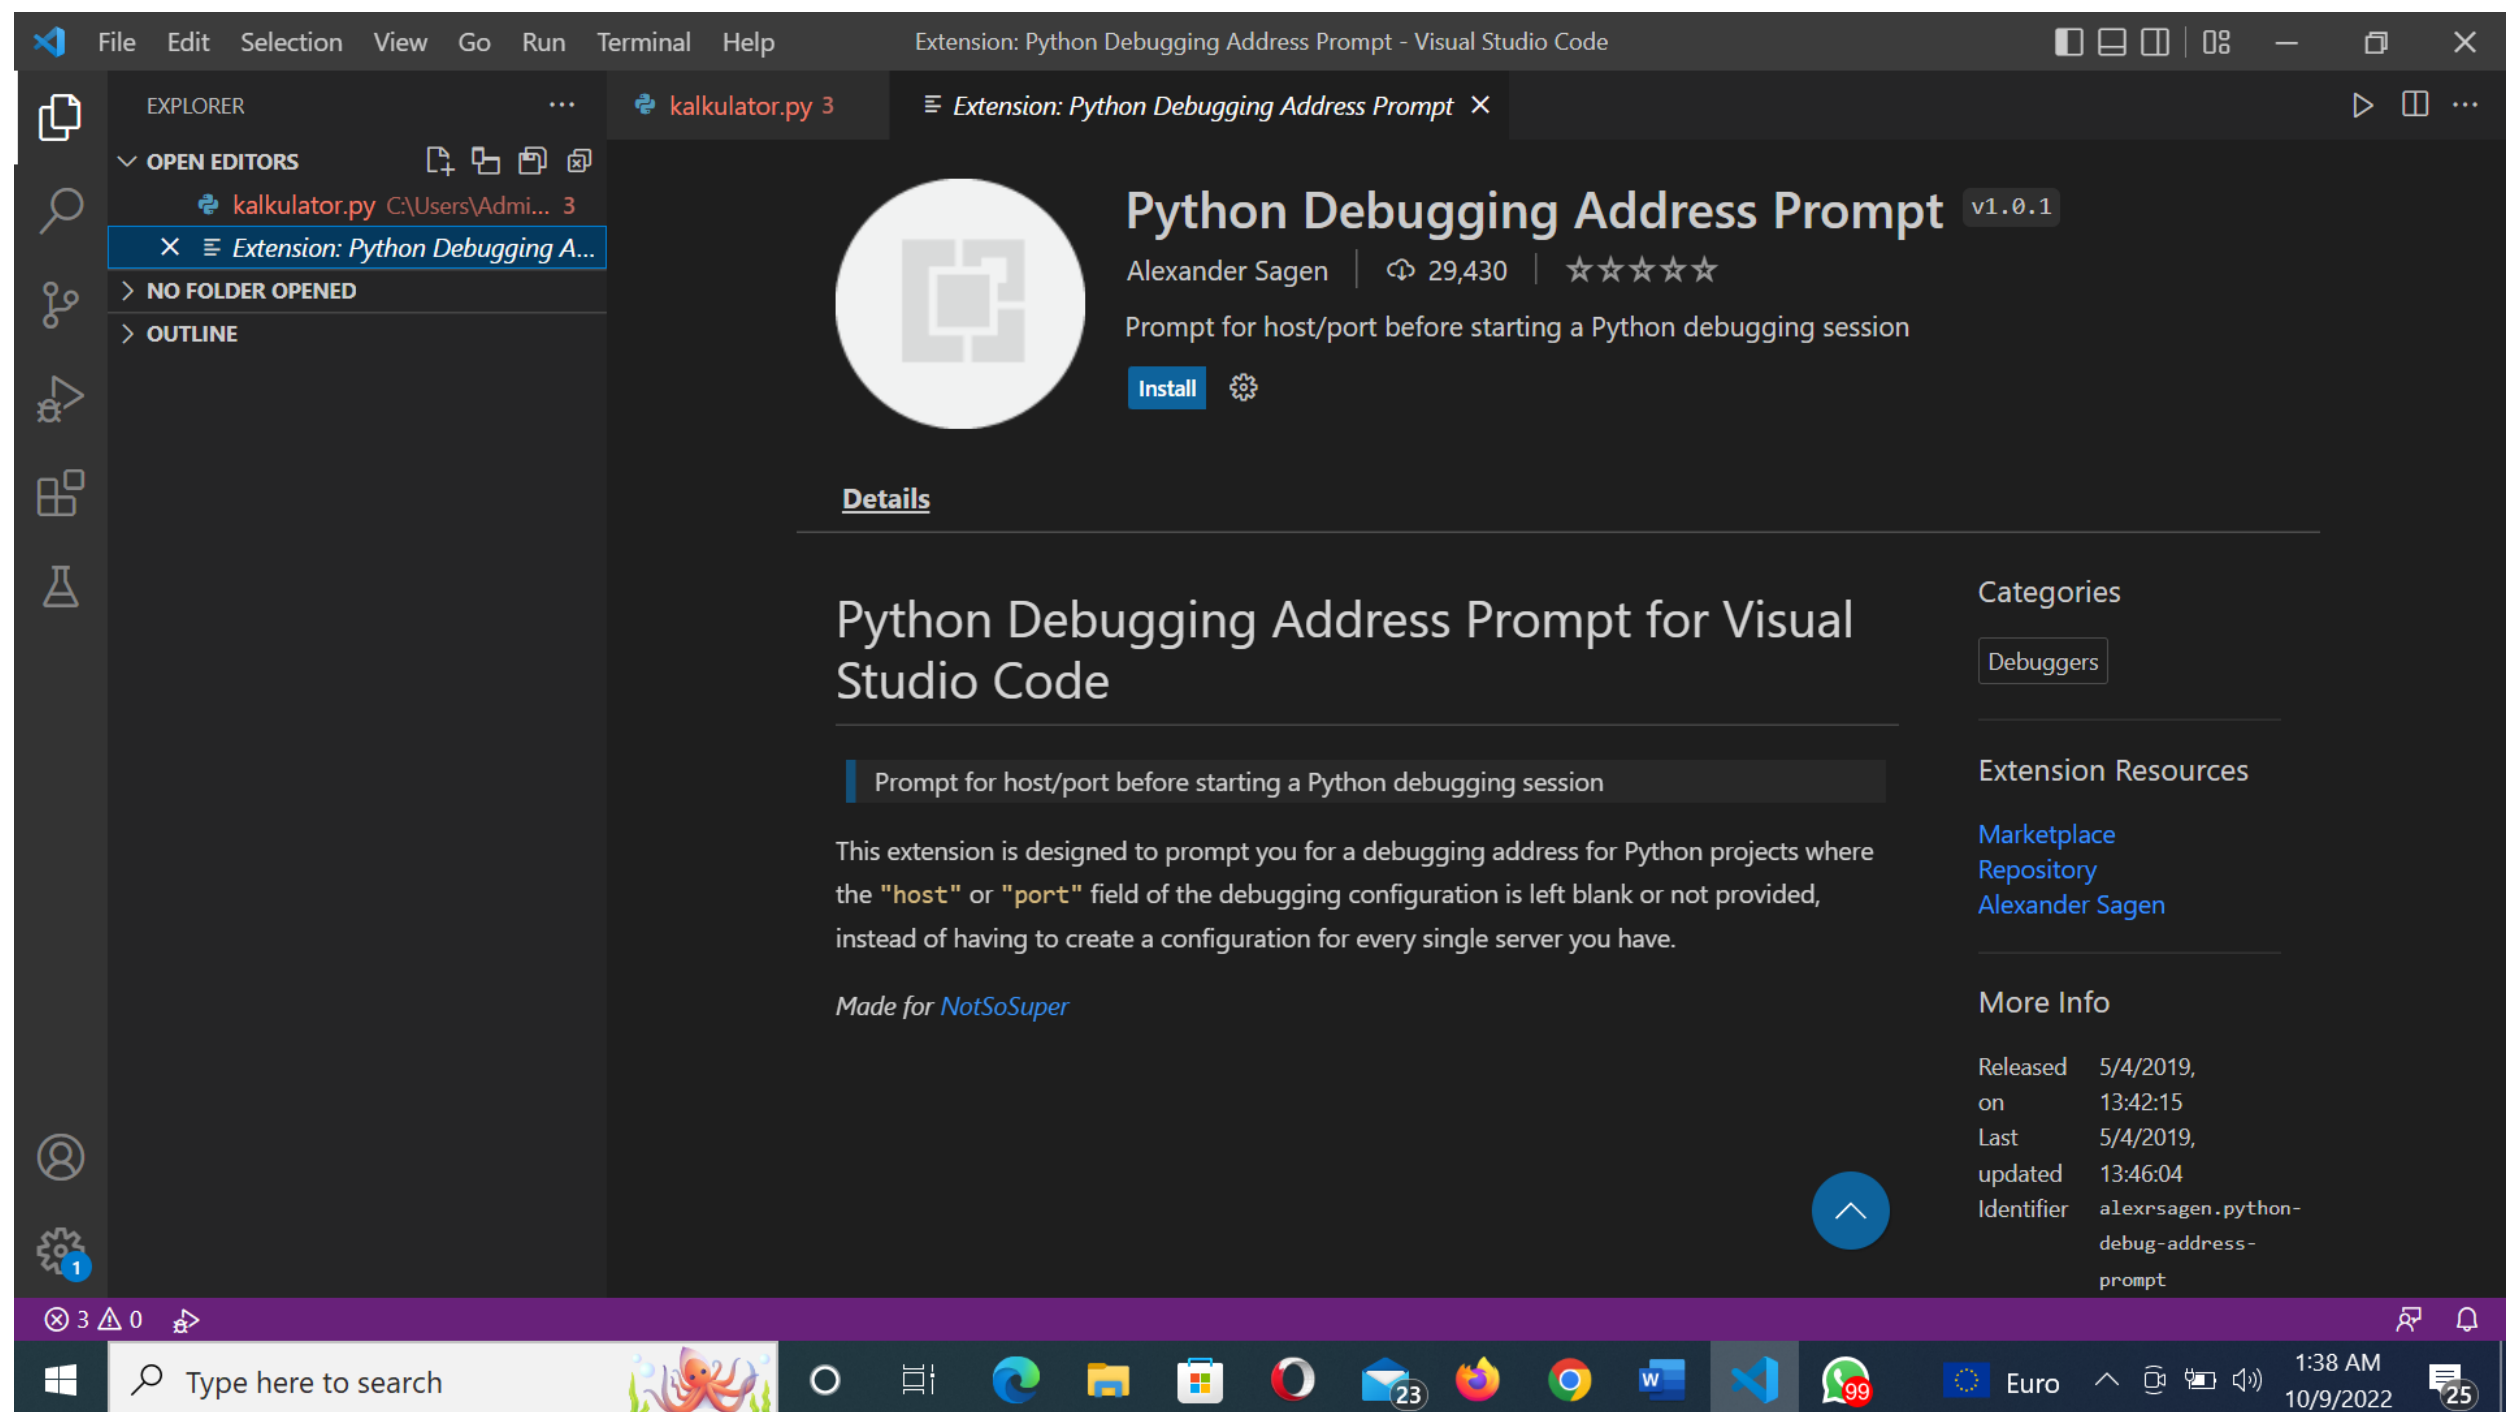 File Edit Selection View Go Run Terminal Help
Extension: Python Debugging Address Prompt - Visual Studio Code
EXPLORER
kalkulator.py 3
Extension: Python Debugging Address Prompt
OPEN EDITORS
kalkulator.py C:\Users\Admi... 3
Extension: Python Debugging A...
NO FOLDER OPENED
OUTLINE
Python Debugging Address Prompt v1.0.1
Alexander Sagen 29,430
Prompt for host/port before starting a Python debugging session
Install
Details
Python Debugging Address Prompt for Visual
Studio Code
Prompt for host/port before starting a Python debugging session
This extension is designed to prompt you for a debugging address for Python projects where
the "host" or "port" field of the debugging configuration is left blank or not provided,
instead of having to create a configuration for every single server you have.
Made for NotSoSuper
Categories
Debuggers
Extension Resources
Marketplace
Repository
Alexander Sagen
More Info
Released 5/4/2019,
on 13:42:15
Last 5/4/2019,
updated 13:46:04
Identifier alexrsagen.python-
debug-address-
prompt
1
3 0
Type here to search
23
W
99
Euro
1:38 AM
10/9/2022
25